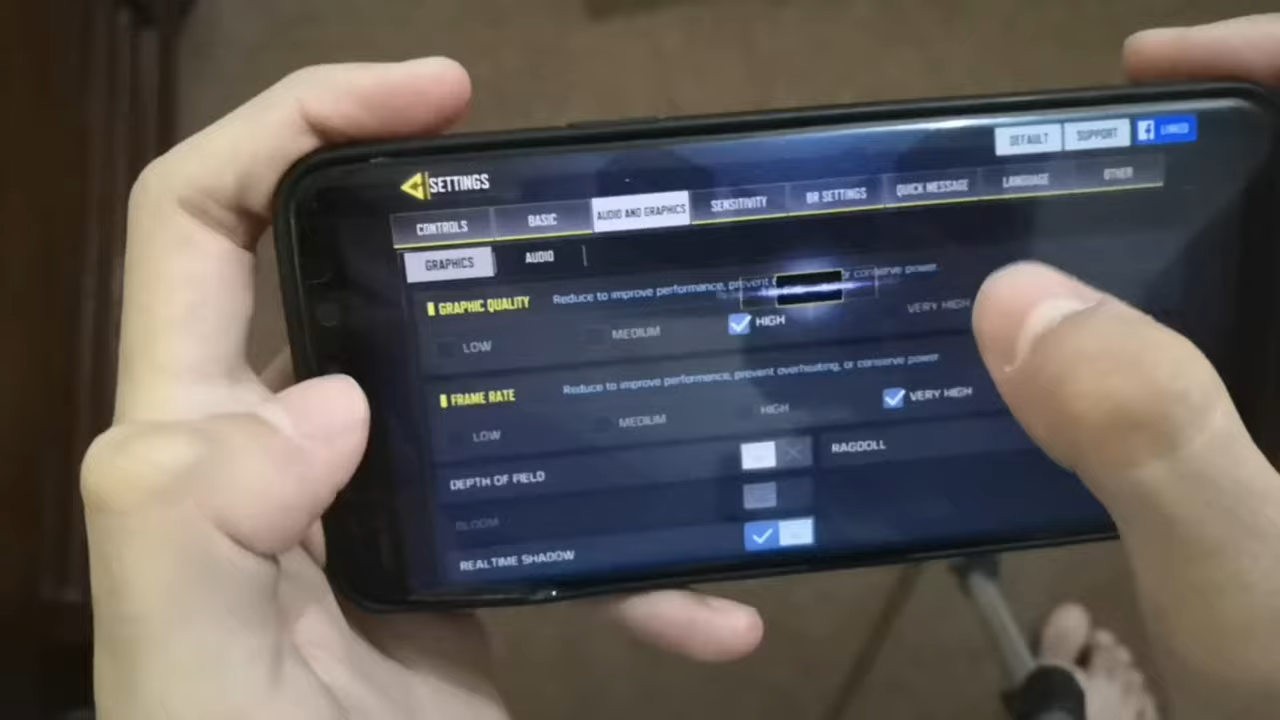 SETTINGS
DEFAULT
SUPPORT
LINKED
CONTROLS
BASIC
AUDIO AND GRAPHICS
SENSITIVITY
BR SETTINGS
QUICK MESSAGE
LANGUAGE
OTHER
GRAPHICS
AUDIO
GRAPHIC QUALITY
Reduce to improve performance, prevent or conserve power.
LOW
MEDIUM
HIGH
VERY HIGH
FRAME RATE
Reduce to improve performance, prevent overheating, or conserve power.
LOW
MEDIUM
HIGH
VERY HIGH
DEPTH OF FIELD
RAGDOLL
BLOOM
REALTIME SHADOW